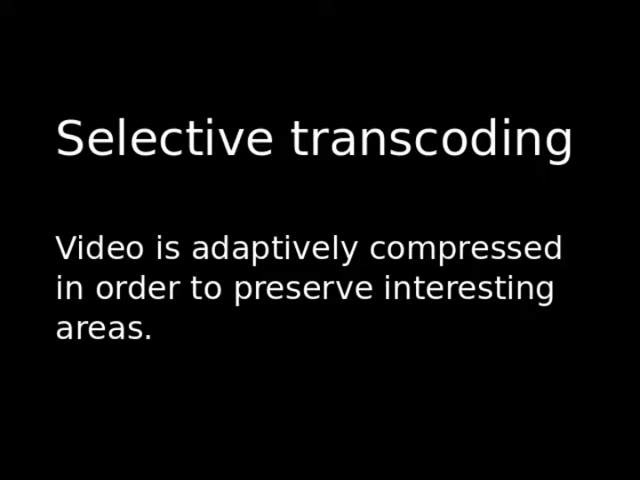 Selective transcoding
Video is adaptively compressed
in order to preserve interesting
areas.